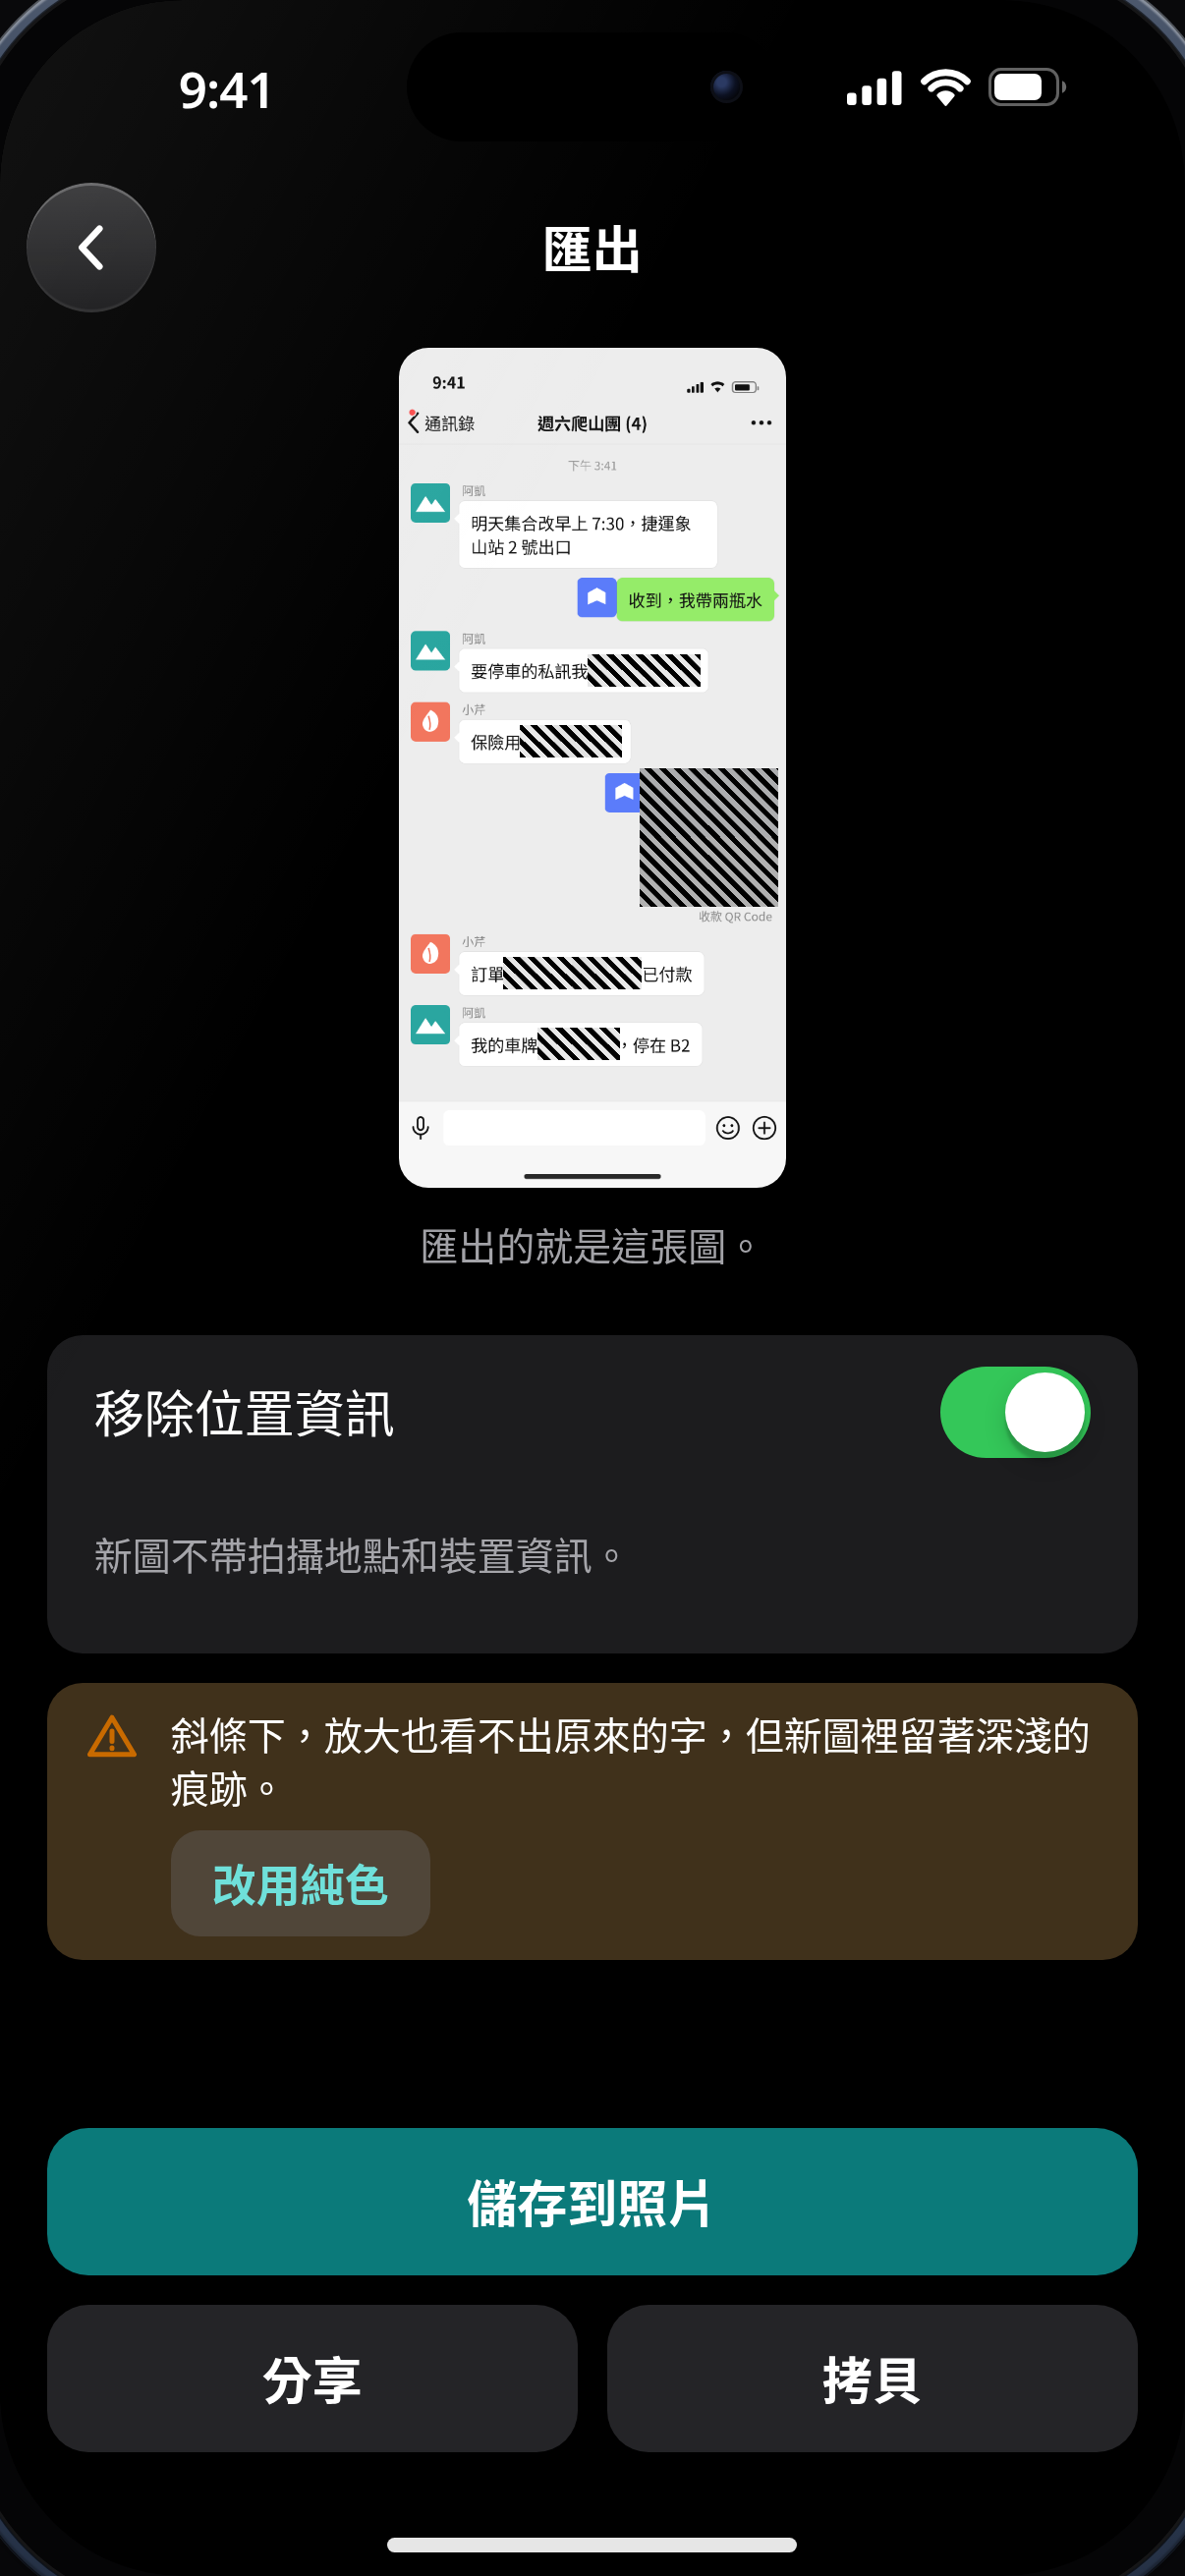 9:41
匯出
9:41
通訊錄
週六爬山團 (4)
下午 3:41
阿凱
明天集合改早上 7:30，捷運象
山站 2 號出口
收到，我帶兩瓶水
阿凱
要停車的私訊我
小芹
保險用
收款 QR Code
小芹
訂單 已付款
阿凱
我的車牌 ，停在 B2
匯出的就是這張圖。
移除位置資訊
新圖不帶拍攝地點和裝置資訊。
斜條下，放大也看不出原來的字，但新圖裡留著深淺的
痕跡。
改用純色
儲存到照片
分享
拷貝